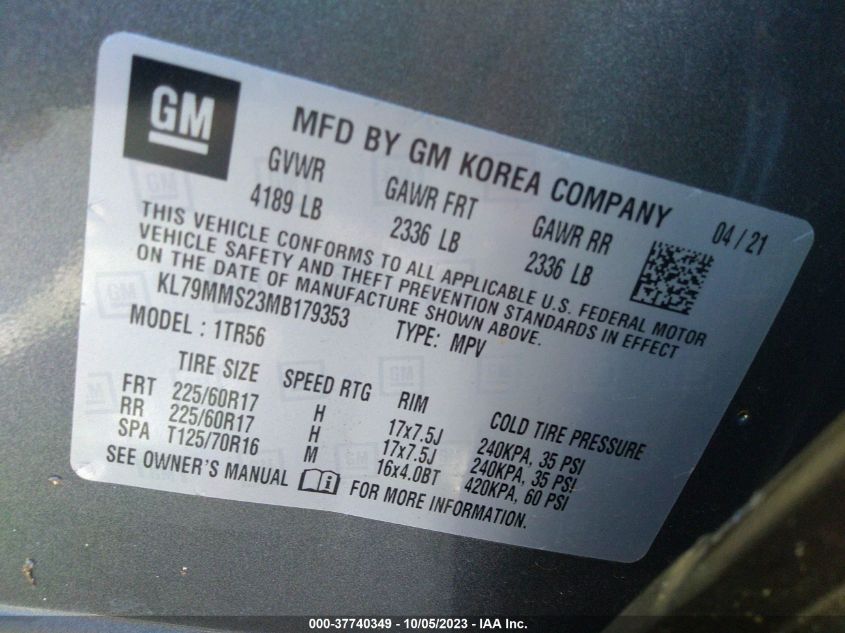 GM
MFD BY GM KOREA COMPANY
04 / 21
GVWR GAWR FRT GAWR RR
4189 LB 2336 LB 2336 LB
THIS VEHICLE CONFORMS TO ALL APPLICABLE U.S. FEDERAL MOTOR
VEHICLE SAFETY AND THEFT PREVENTION STANDARDS IN EFFECT
ON THE DATE OF MANUFACTURE SHOWN ABOVE.
KL79MMS23MB179353 TYPE: MPV
MODEL : 1TR56
TIRE SIZE SPEED RTG RIM COLD TIRE PRESSURE
FRT 225/60R17 H 17x7.5J 240KPA, 35 PSI
RR 225/60R17 H 17x7.5J 240KPA, 35 PSI
SPA T125/70R16 M 16x4.0BT 420KPA, 60 PSI
SEE OWNER'S MANUAL FOR MORE INFORMATION.
000-37740349 - 10/05/2023 - IAA Inc.